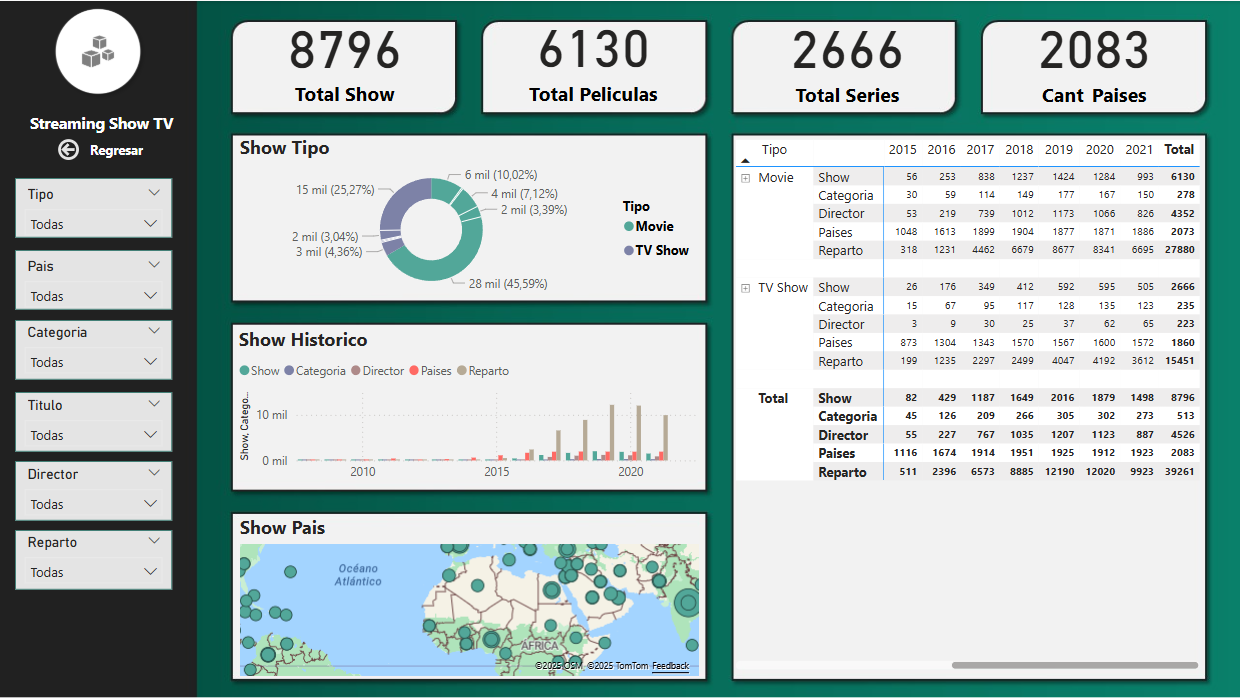 Streaming Show TV
Regresar
Tipo
Todas
Pais
Todas
Categoria
Todas
Titulo
Todas
Director
Todas
Reparto
Todas
8796
Total Show
6130
Total Peliculas
2666
Total Series
2083
Cant Paises
Show Tipo
6 mil (10,02%)
4 mil (7,12%)
2 mil (3,39%)
28 mil (45,59%)
3 mil (4,36%)
2 mil (3,04%)
15 mil (25,27%)
Tipo
Movie
TV Show
Show Historico
Show Categoria Director Paises Reparto
Show, Catego...
10 mil
0 mil
2010 2015 2020
Show Pais
Océano
Atlántico
ÁFRICA
©2025 OSM, ©2025 TomTom Feedback
Tipo 2015 2016 2017 2018 2019 2020 2021 Total
Movie Show 56 253 838 1237 1424 1284 993 6130
Categoria 30 59 114 149 177 167 150 278
Director 53 219 739 1012 1173 1066 826 4352
Paises 1048 1613 1899 1904 1877 1871 1886 2073
Reparto 318 1231 4462 6679 8677 8341 6695 27880
TV Show Show 26 176 349 412 592 595 505 2666
Categoria 15 67 95 117 128 135 123 235
Director 3 9 30 25 37 62 65 223
Paises 873 1304 1343 1570 1567 1600 1572 1860
Reparto 199 1235 2297 2499 4047 4192 3612 15451
Total Show 82 429 1187 1649 2016 1879 1498 8796
Categoria 45 126 209 266 305 302 273 513
Director 55 227 767 1035 1207 1123 887 4526
Paises 1116 1674 1914 1951 1925 1912 1923 2083
Reparto 511 2396 6573 8885 12190 12020 9923 39261